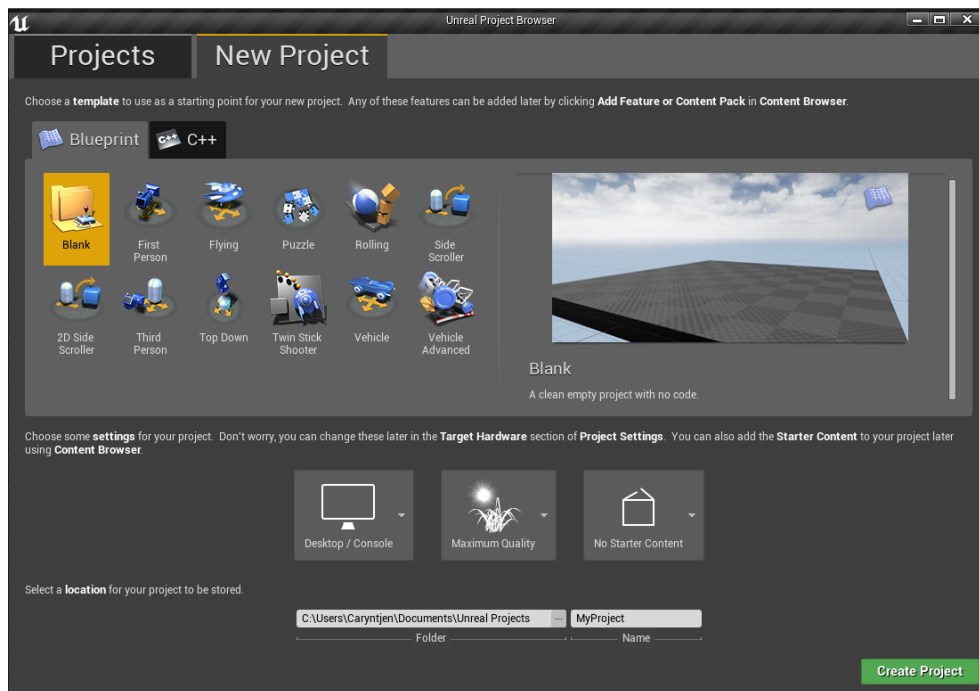 Unreal Project Browser
Projects
New Project
Choose a template to use as a starting point for your new project. Any of these features can be added later by clicking Add Feature or Content Pack in Content Browser.
Blueprint
C++
C++
Blank
First
Person
Flying
Puzzle
Rolling
Side
Scroller
2D Side
Scroller
Third
Person
Top Down
Twin Stick
Shooter
Vehicle
Vehicle
Advanced
Blank
A clean empty project with no code.
Choose some settings for your project. Don't worry, you can change these later in the Target Hardware section of Project Settings. You can also add the Starter Content to your project later
using Content Browser.
Desktop / Console
Maximum Quality
No Starter Content
Select a location for your project to be stored.
C:\Users\Caryntjen\Documents\Unreal Projects
...
MyProject
Folder
Name
Create Project